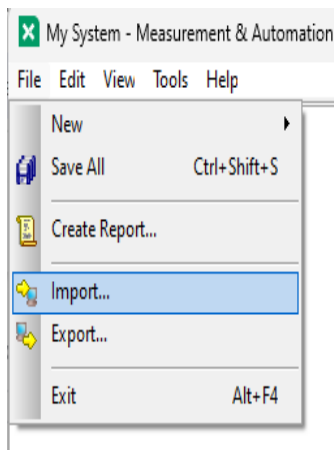 My System - Measurement & Automation
File Edit View Tools Help
New
Save All Ctrl+Shift+S
Create Report...
Import...
Export...
Exit Alt+F4